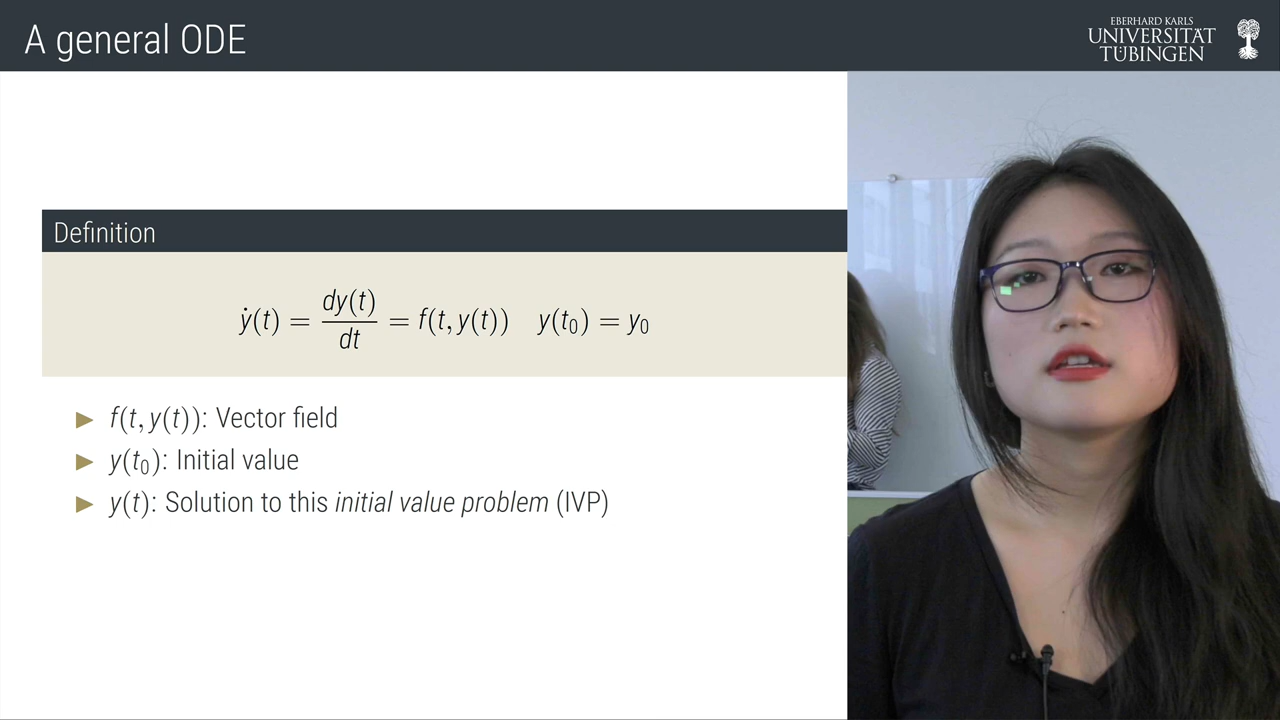 A general ODE
EBERHARD KARLS
UNIVERSITÄT
TÜBINGEN
Definition
ẏ(t) = dy(t)/dt = f(t, y(t))   y(t₀) = y₀
▶ f(t, y(t)): Vector field
▶ y(t₀): Initial value
▶ y(t): Solution to this initial value problem (IVP)